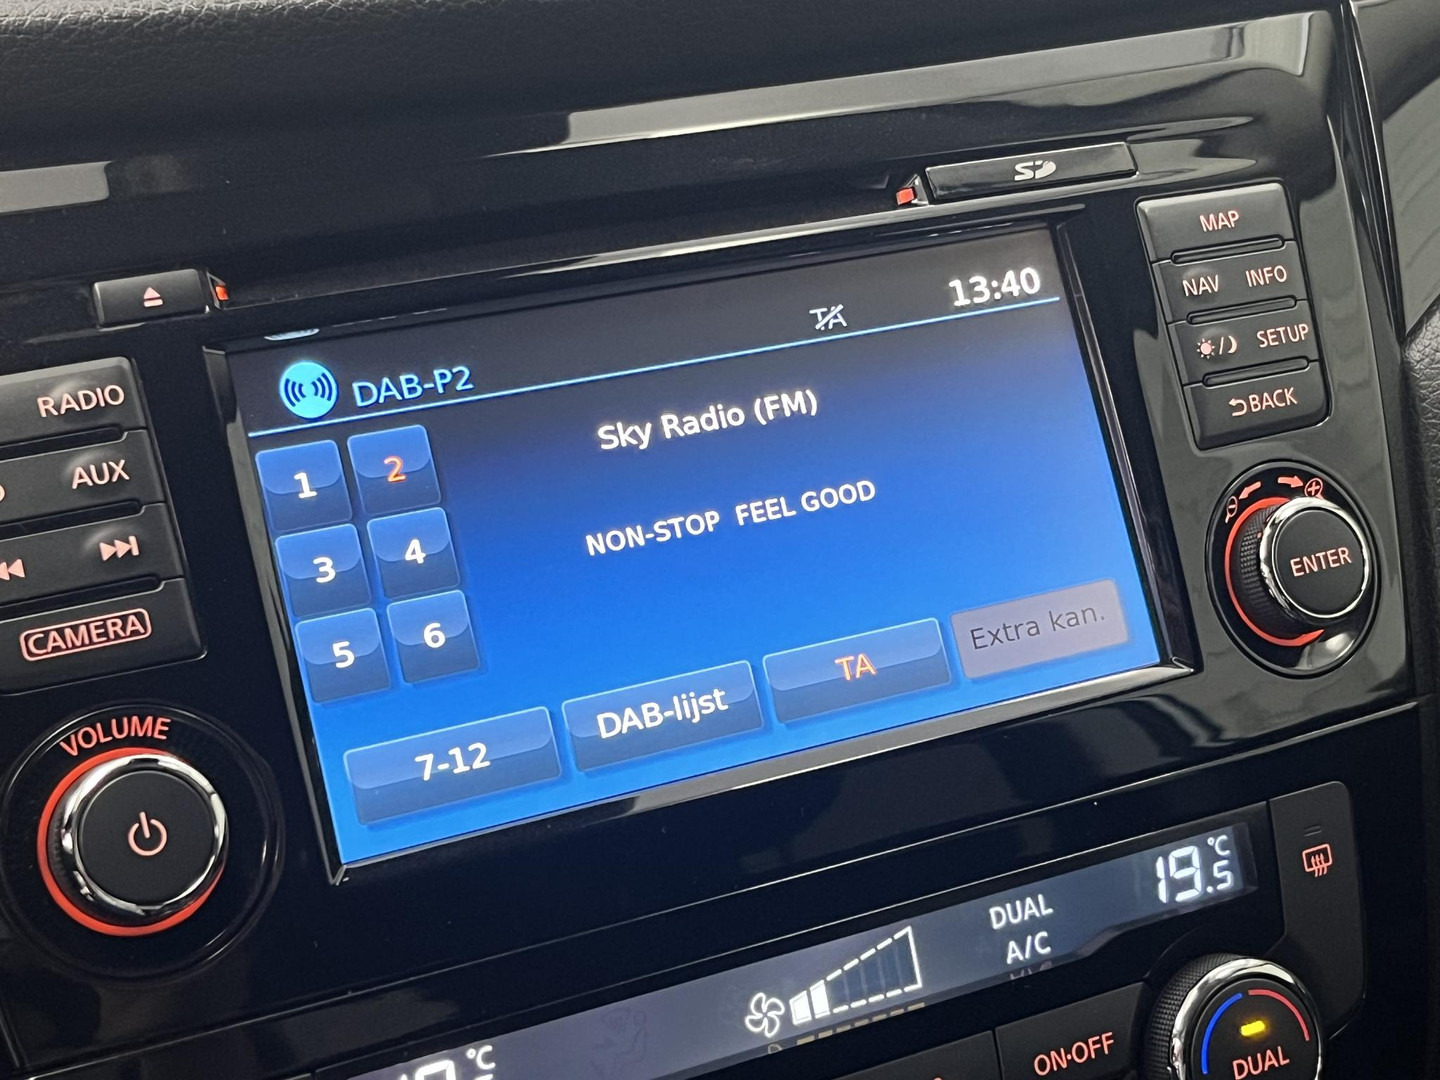 SD
MAP
NAV INFO
SETUP
BACK
ENTER
RADIO
AUX
CAMERA
VOLUME
TA
13:40
DAB-P2
Sky Radio (FM)
NON-STOP FEEL GOOD
1 2
3 4
5 6
7-12
DAB-lijst
TA
Extra kan.
DUAL
A/C
19.5 °C
°C
ON·OFF
DUAL